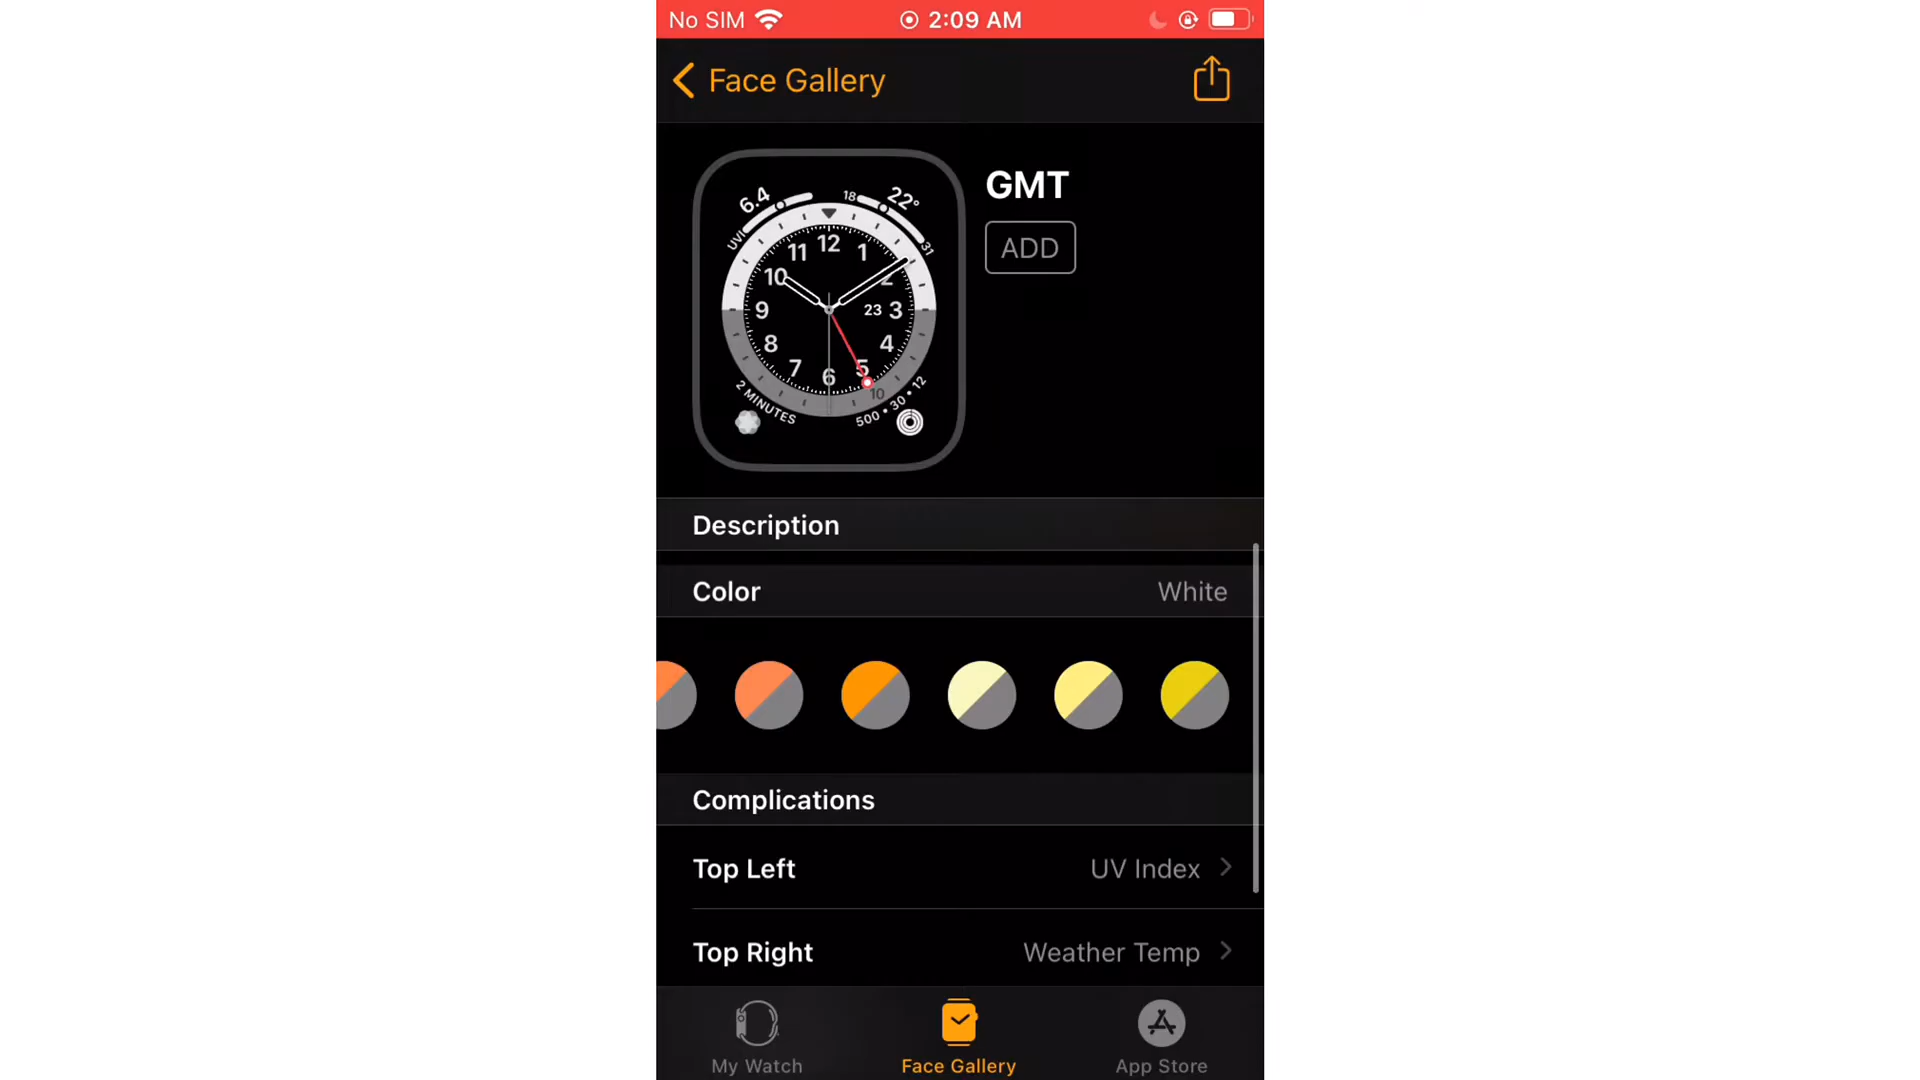 No SIM 2:09 AM
Face Gallery
GMT
ADD
6.4 18 22°
UVI 31
12
11 1
10 2
9 23 3
8 4
7 5
6
10
2 MINUTES 500 • 30 • 12
Description
Color White
Complications
Top Left UV Index
Top Right Weather Temp
My Watch Face Gallery App Store